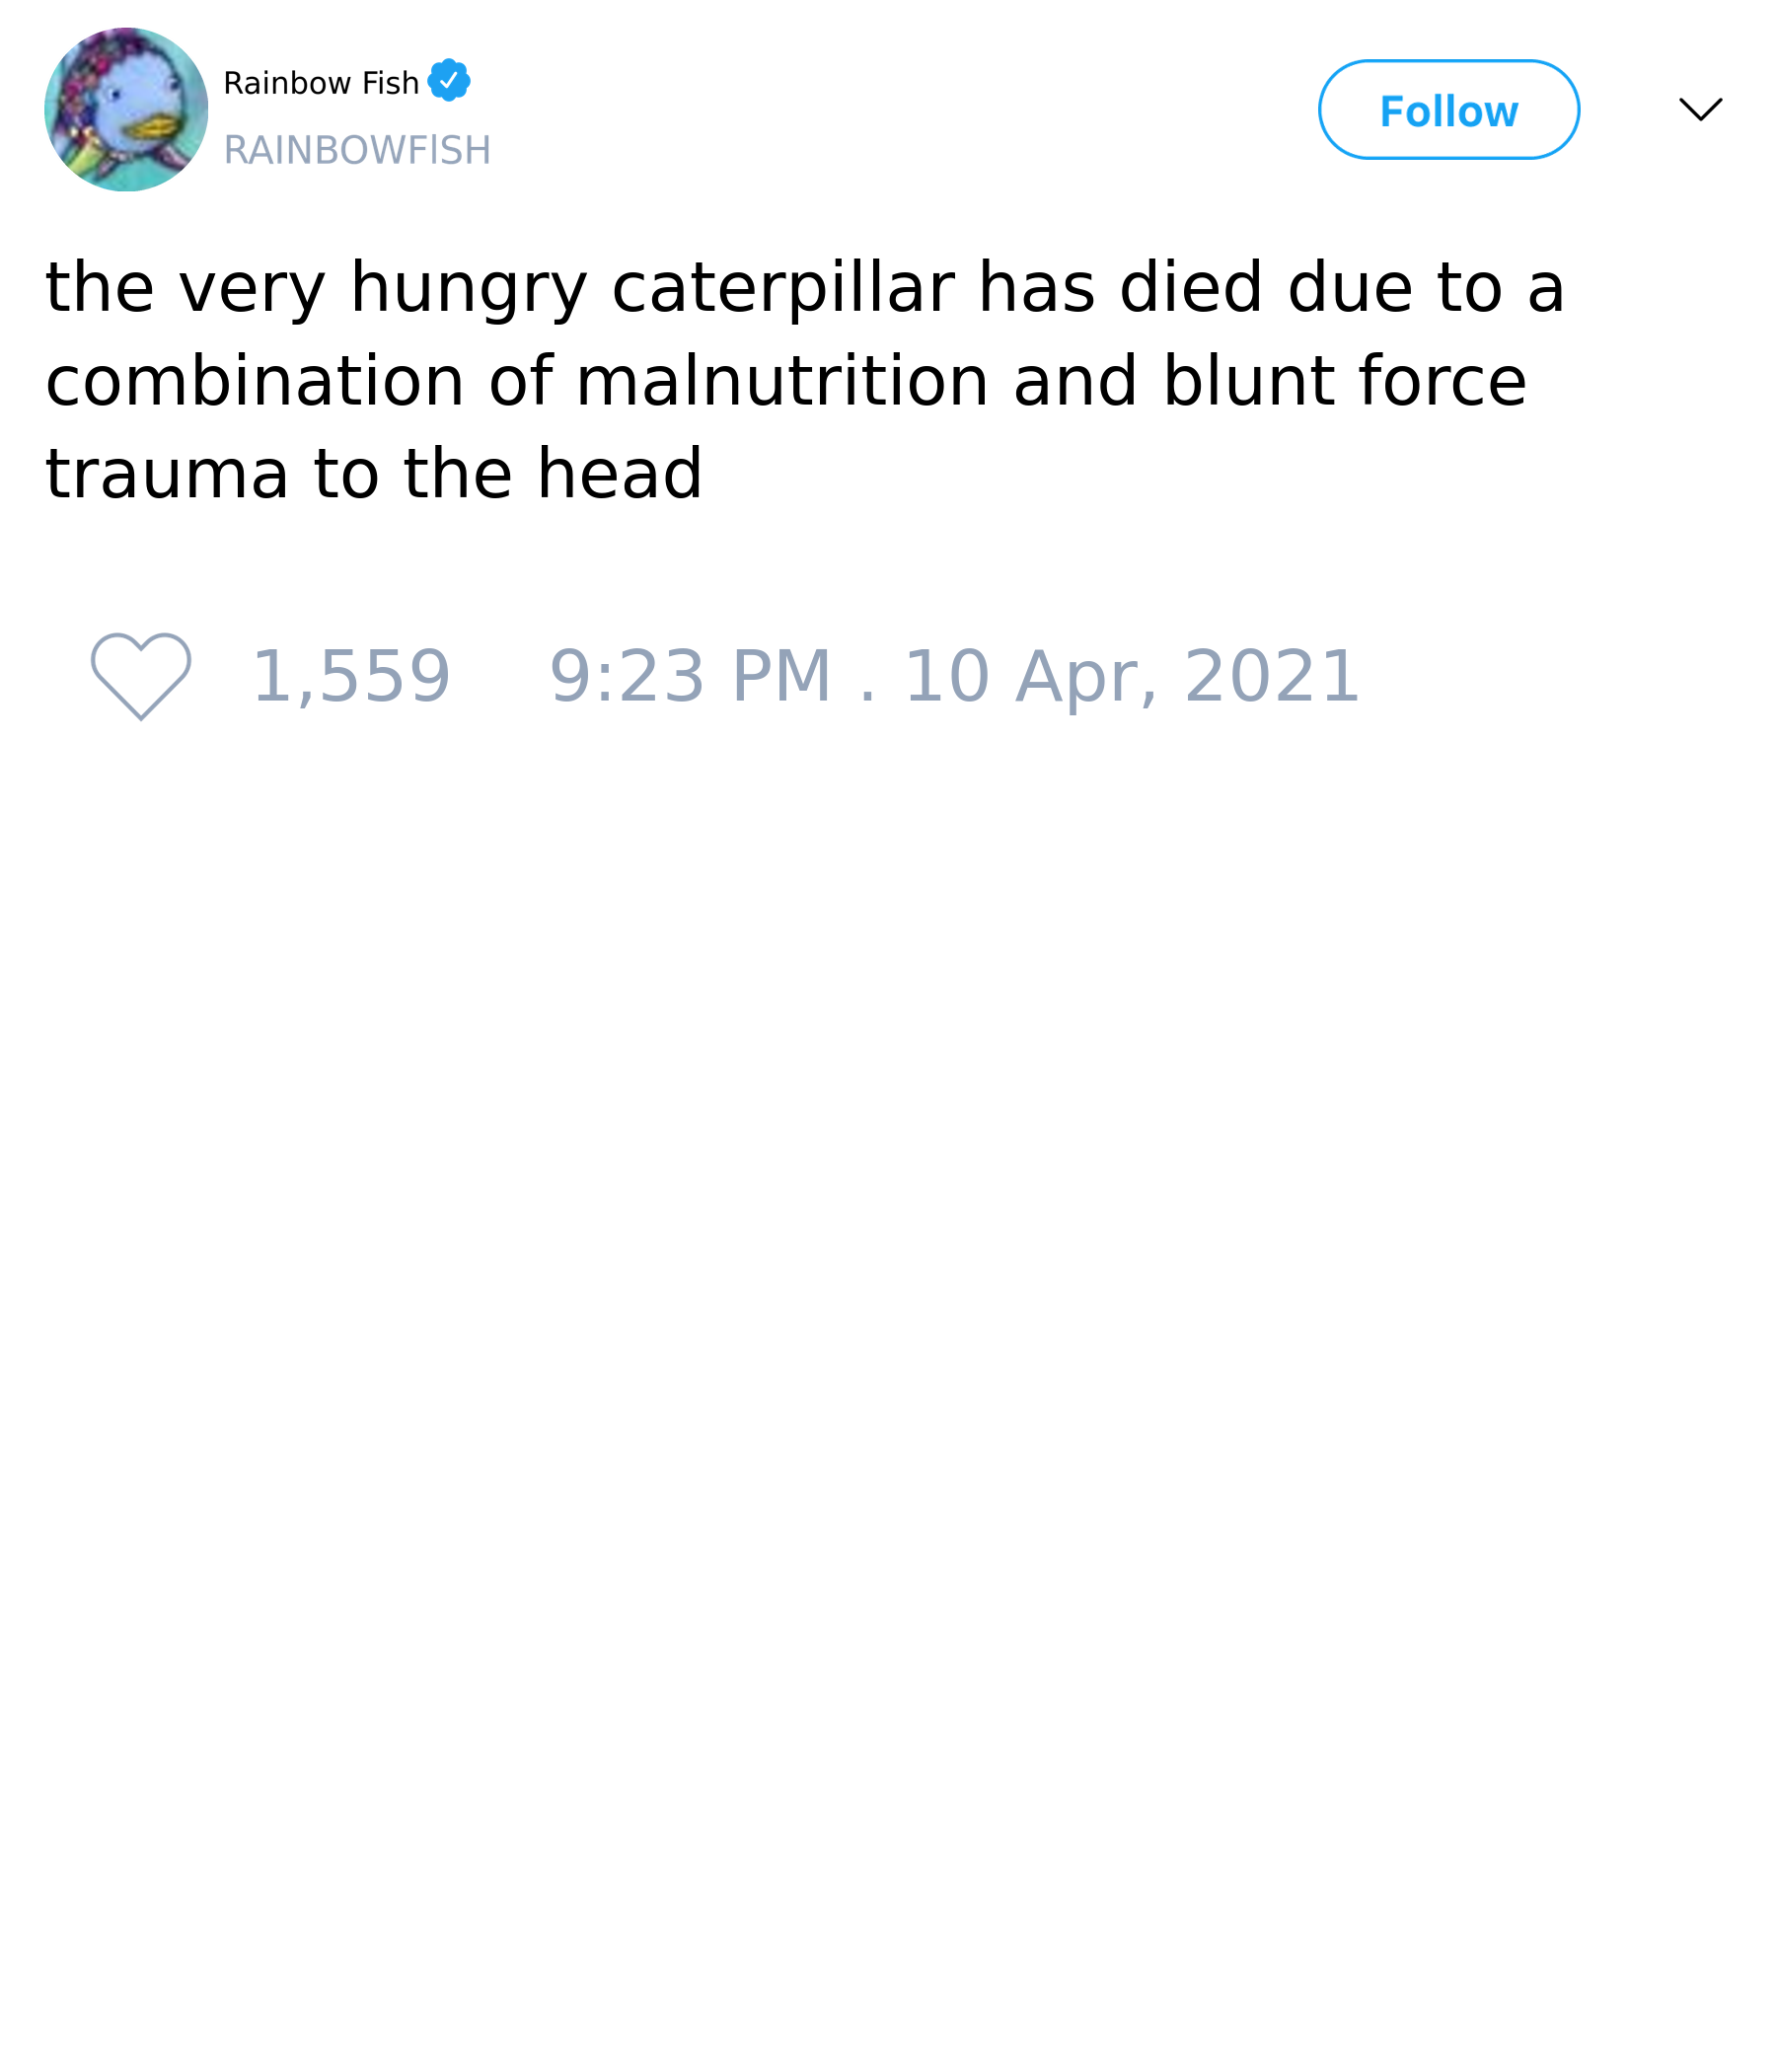 Rainbow Fish
RAINBOWFlSH
Follow
the very hungry caterpillar has died due to a
combination of malnutrition and blunt force
trauma to the head
1,559 9:23 PM . 10 Apr, 2021